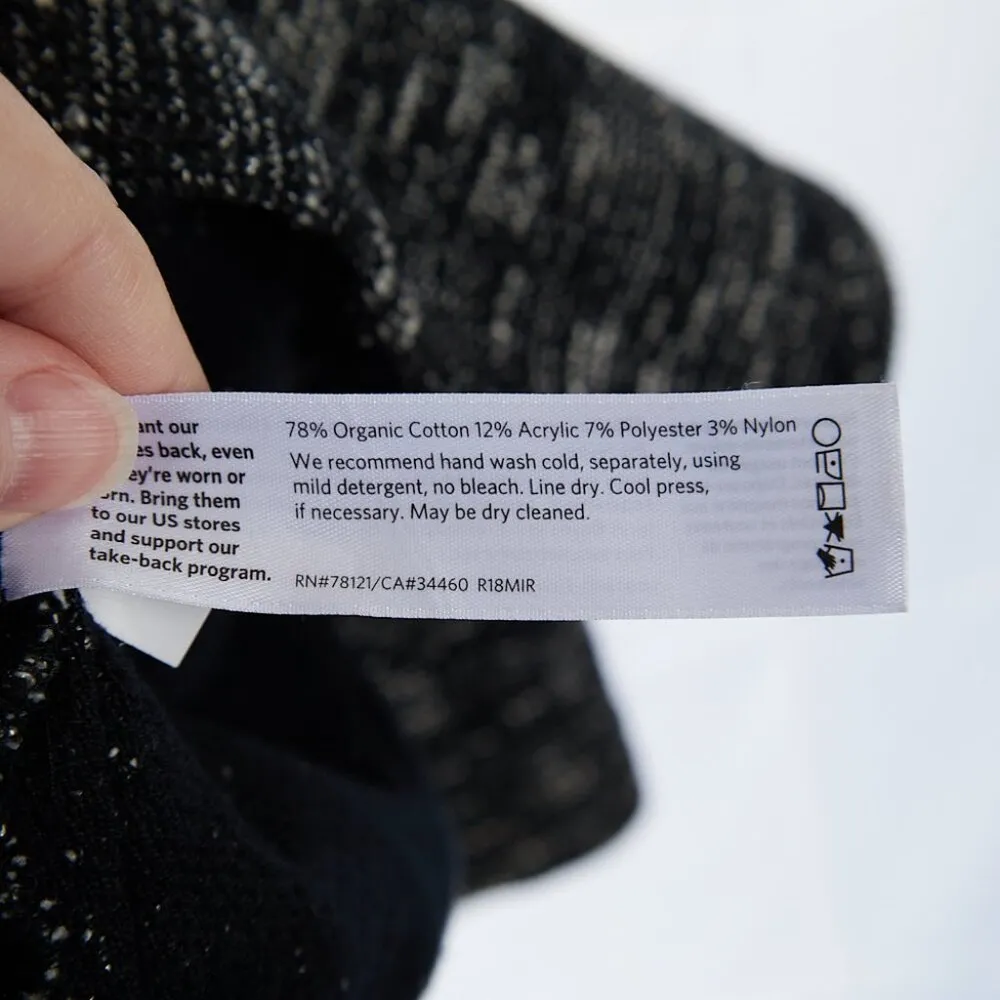 ant our
es back, even
ey're worn or
rn. Bring them
to our US stores
and support our
take-back program.
78% Organic Cotton 12% Acrylic 7% Polyester 3% Nylon
We recommend hand wash cold, separately, using
mild detergent, no bleach. Line dry. Cool press,
if necessary. May be dry cleaned.
RN#78121/CA#34460 R18MIR